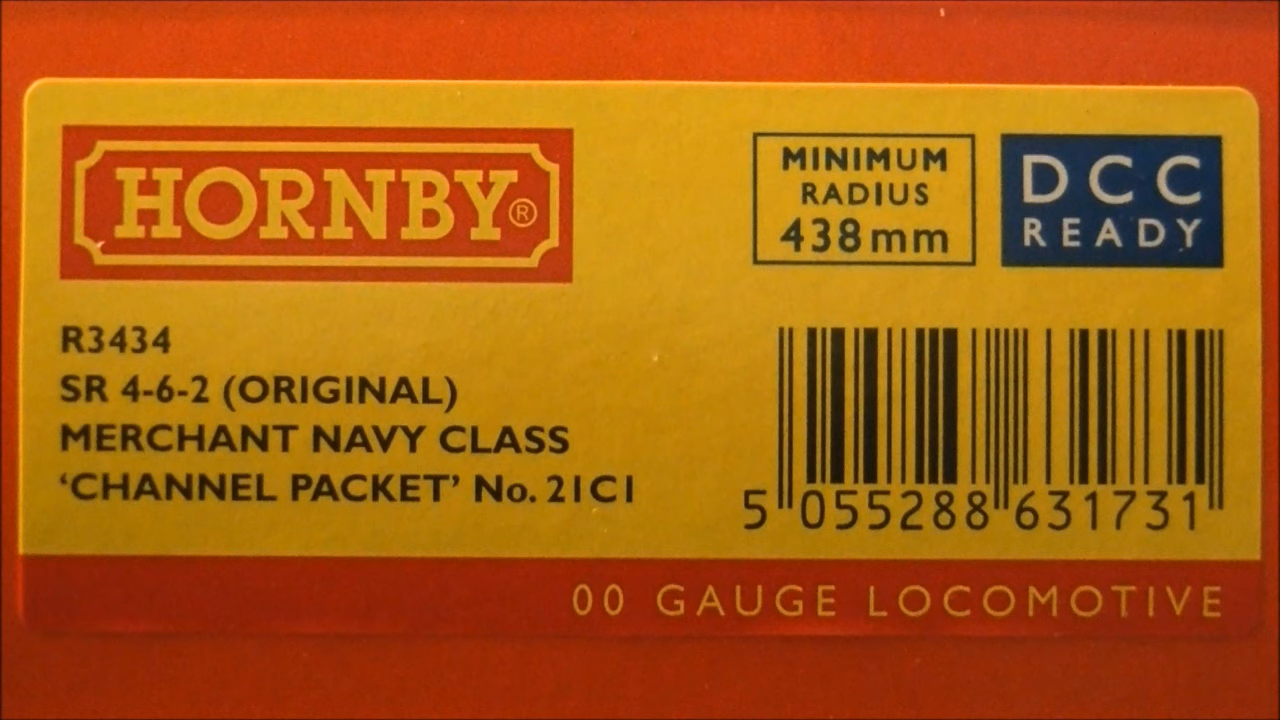 HORNBY®
MINIMUM
RADIUS
438mm
DCC
READY
R3434
SR 4-6-2 (ORIGINAL)
MERCHANT NAVY CLASS
‘CHANNEL PACKET’ No. 21C1
5 055288 631731
00 GAUGE LOCOMOTIVE